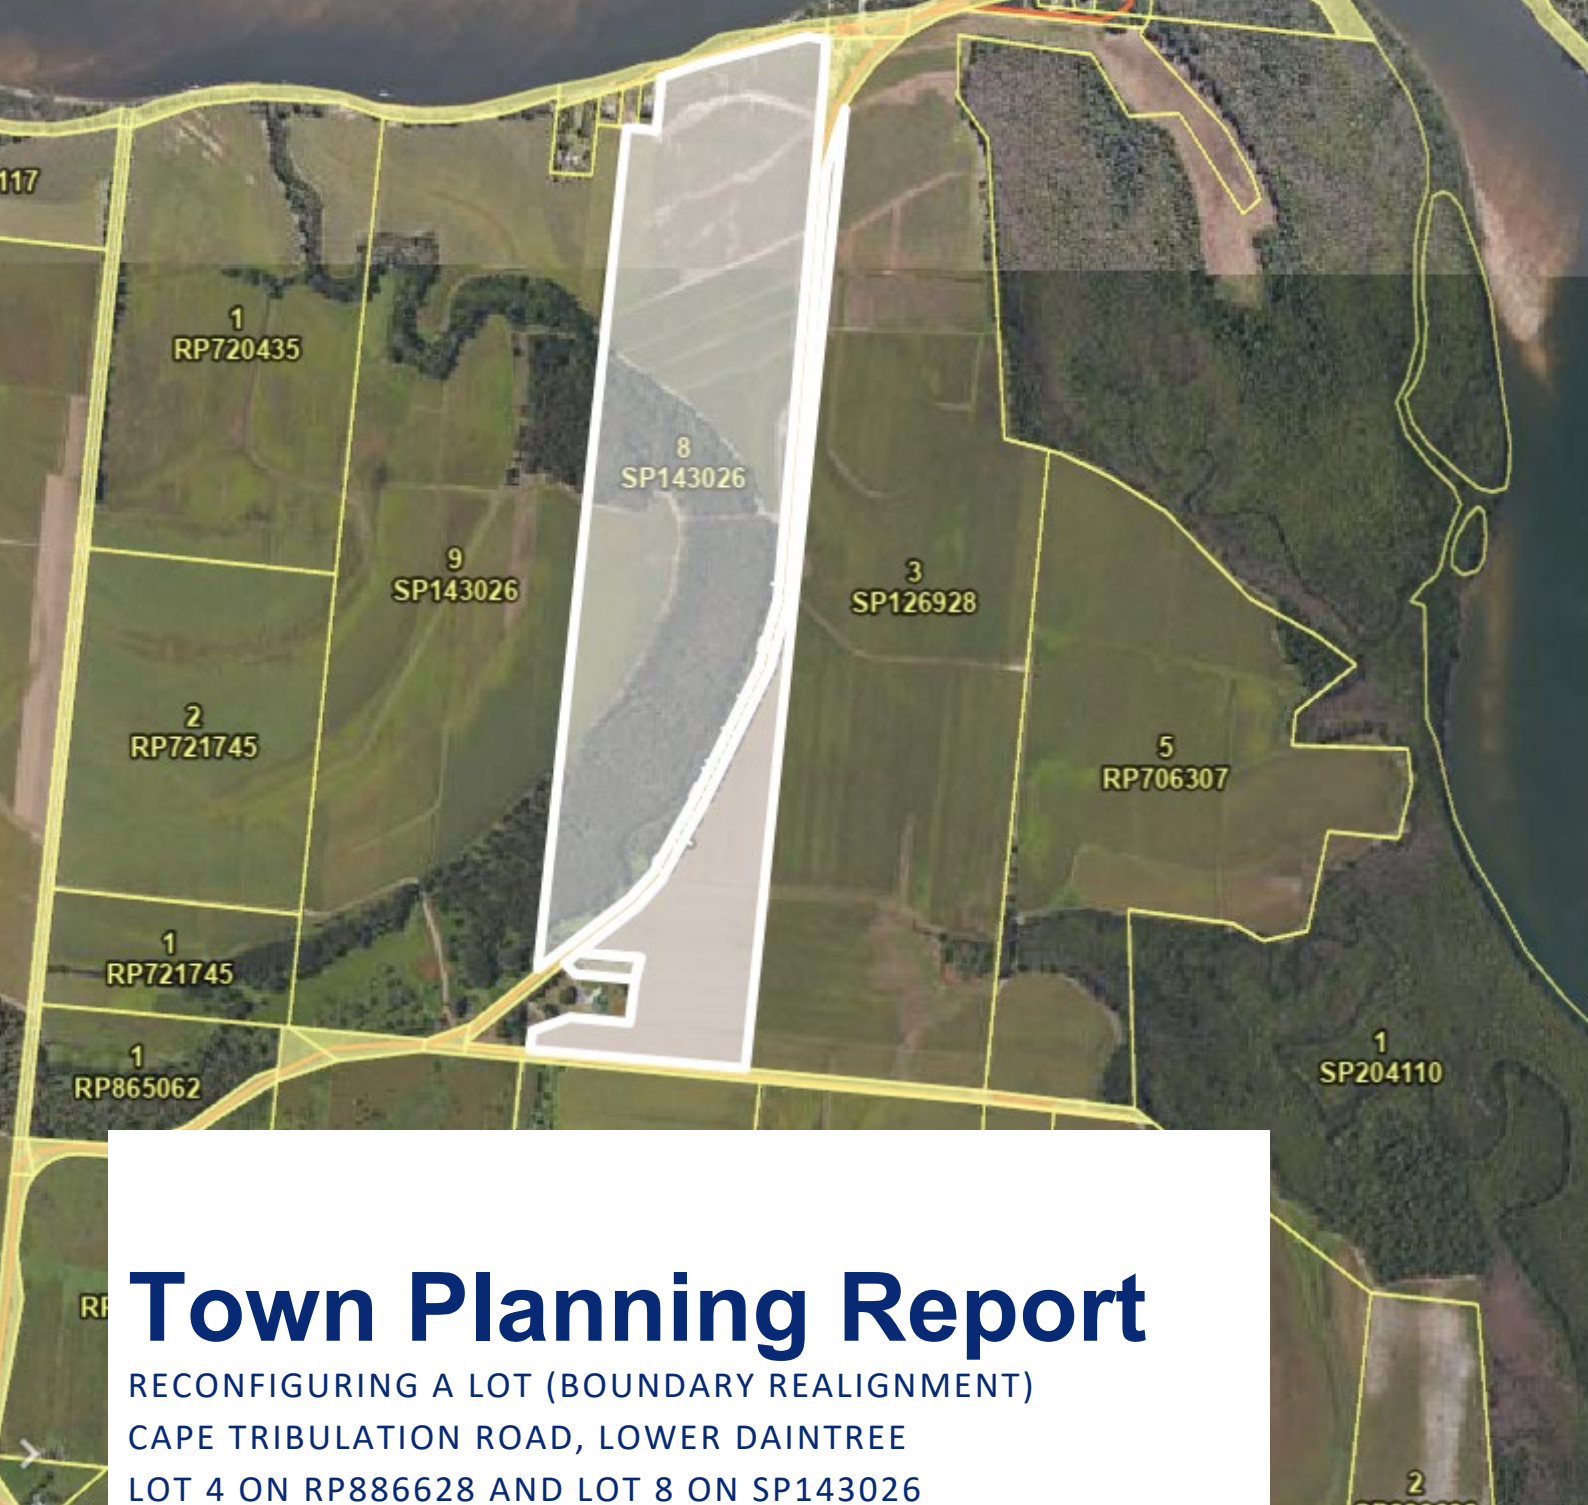 117
1
RP720435
8
SP143026
9
SP143026
3
SP126928
2
RP721745
5
RP706307
1
RP721745
1
SP204110
1
RP865062
Town Planning Report
RECONFIGURING A LOT (BOUNDARY REALIGNMENT)
CAPE TRIBULATION ROAD, LOWER DAINTREE
LOT 4 ON RP886628 AND LOT 8 ON SP143026
2